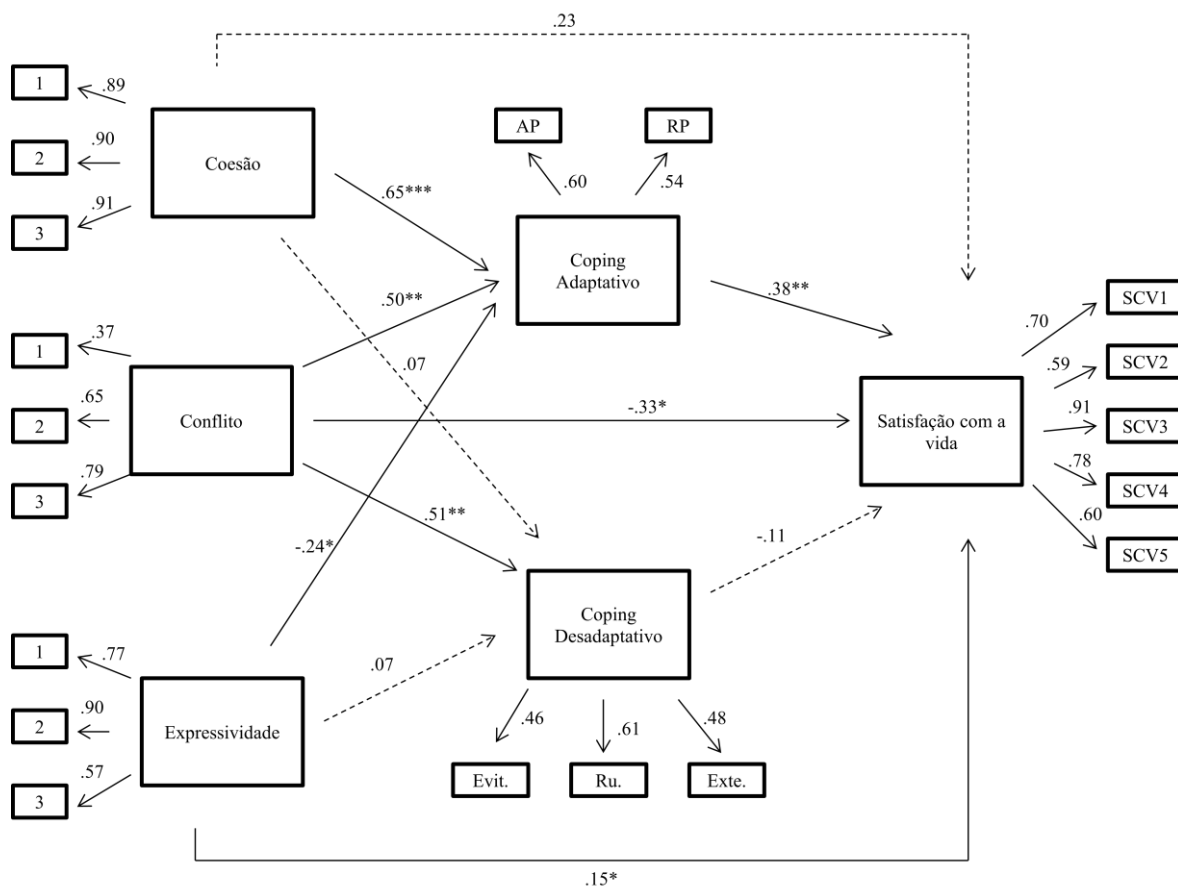 .23
1
.89
2
.90
3
.91
Coesão
AP
RP
.60
.54
.65***
Coping
Adaptativo
.50**
.38**
.07
1
.37
2
.65
3
.79
Conflito
-.33*
Satisfação com a
vida
.70
SCV1
.59
SCV2
.91
SCV3
.78
SCV4
.60
SCV5
.51**
-.24*
-.11
Coping
Desadaptativo
1
.77
2
.90
3
.57
Expressividade
.07
.46
.61
.48
Evit.
Ru.
Exte.
.15*